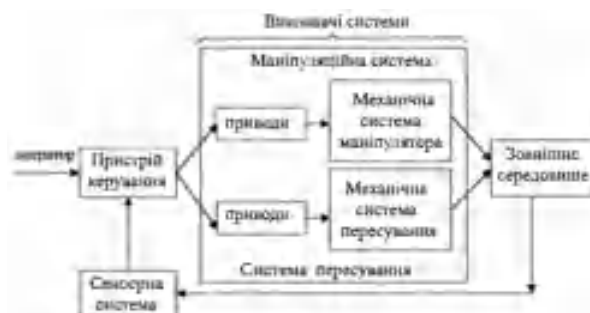 Виконавчі системи
Маніпуляційна система
приводи
Механічна
система
маніпулятора
оператор
Пристрій
керування
Зовнішнє
середовище
приводи
Механічна
система
пересування
Система пересування
Сенсорна
система